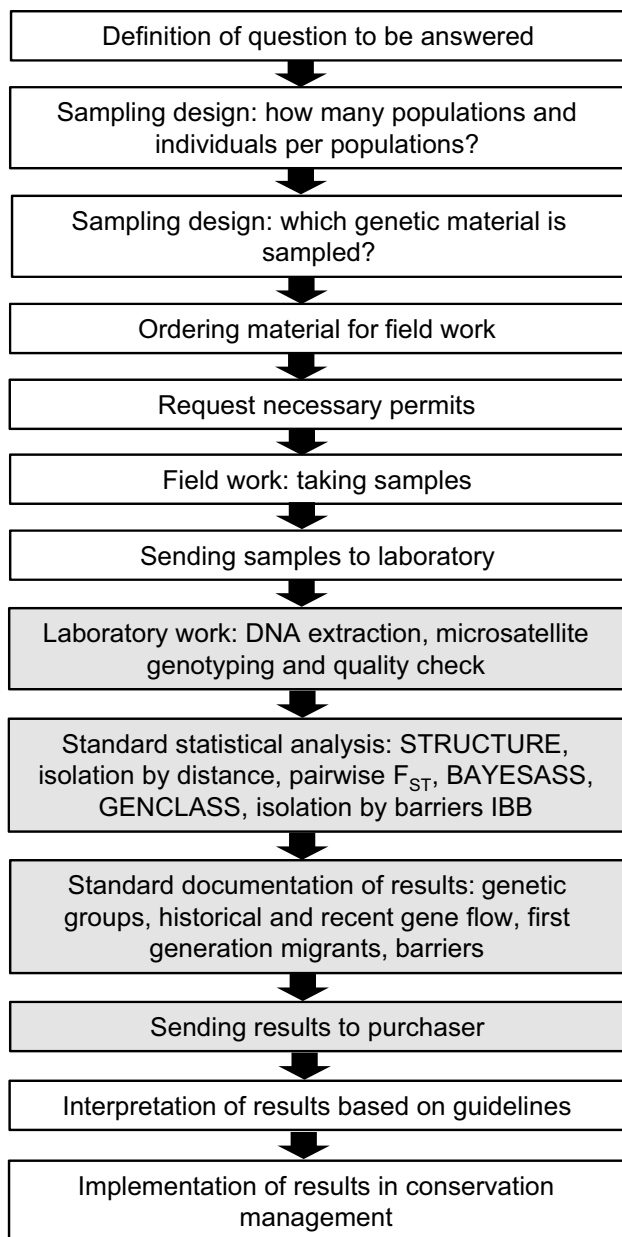 Definition of question to be answered
Sampling design: how many populations and
individuals per populations?
Sampling design: which genetic material is
sampled?
Ordering material for field work
Request necessary permits
Field work: taking samples
Sending samples to laboratory
Laboratory work: DNA extraction, microsatellite
genotyping and quality check
Standard statistical analysis: STRUCTURE,
isolation by distance, pairwise FST, BAYESASS,
GENCLASS, isolation by barriers IBB
Standard documentation of results: genetic
groups, historical and recent gene flow, first
generation migrants, barriers
Sending results to purchaser
Interpretation of results based on guidelines
Implementation of results in conservation
management